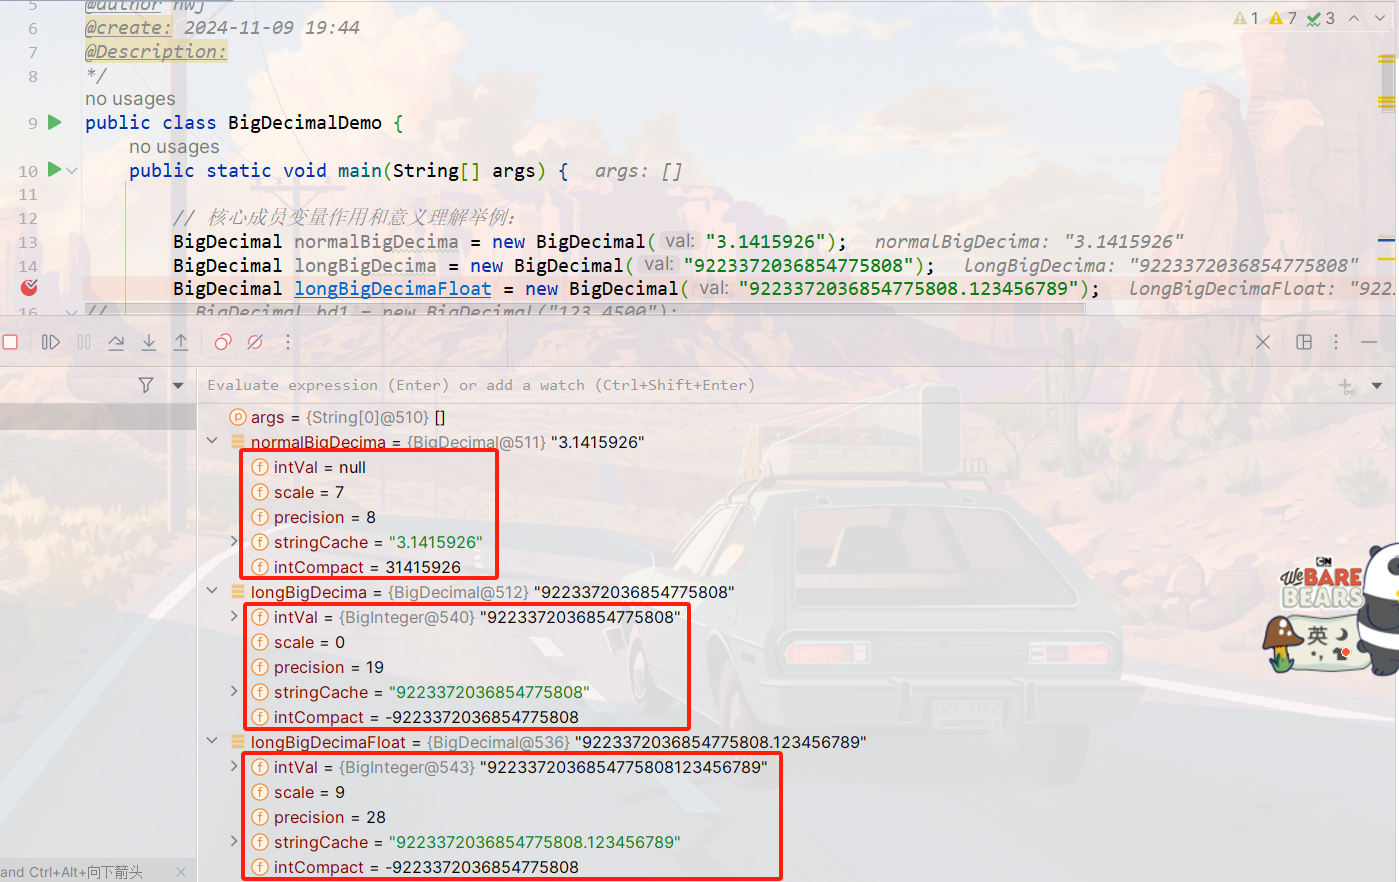 5 @author hwj
6 @create: 2024-11-09 19:44
7 @Description:
8 */
no usages
9 public class BigDecimalDemo {
no usages
10 public static void main(String[] args) { args: []
11
12 // 核心成员变量作用和意义理解举例:
13 BigDecimal normalBigDecima = new BigDecimal( val: "3.1415926"); normalBigDecima: "3.1415926"
14 BigDecimal longBigDecima = new BigDecimal( val: "9223372036854775808"); longBigDecima: "9223372036854775808"
BigDecimal longBigDecimaFloat = new BigDecimal( val: "9223372036854775808.123456789"); longBigDecimaFloat: "922
16 // BigDecimal bd1 = new BigDecimal("123.4500");
1 7 3
Evaluate expression (Enter) or add a watch (Ctrl+Shift+Enter)
args = {String[0]@510} []
normalBigDecima = {BigDecimal@511} "3.1415926"
intVal = null
scale = 7
precision = 8
stringCache = "3.1415926"
intCompact = 31415926
longBigDecima = {BigDecimal@512} "9223372036854775808"
intVal = {BigInteger@540} "9223372036854775808"
scale = 0
precision = 19
stringCache = "9223372036854775808"
intCompact = -9223372036854775808
longBigDecimaFloat = {BigDecimal@536} "9223372036854775808.123456789"
intVal = {BigInteger@543} "9223372036854775808123456789"
scale = 9
precision = 28
stringCache = "9223372036854775808.123456789"
intCompact = -9223372036854775808
and Ctrl+Alt+向下箭头
CN
We BARE
BEARS
英